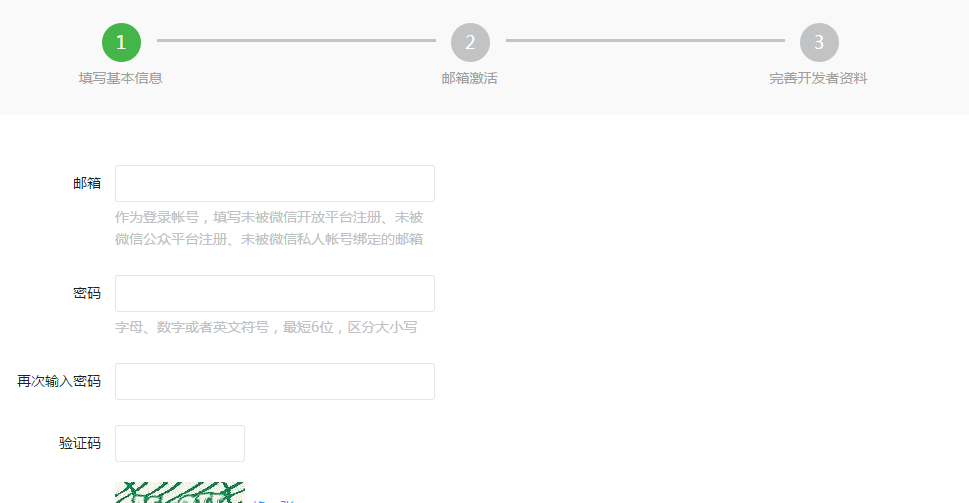 1
2
3
填写基本信息
邮箱激活
完善开发者资料
邮箱
作为登录帐号，填写未被微信开放平台注册、未被
微信公众平台注册、未被微信私人帐号绑定的邮箱
密码
字母、数字或者英文符号，最短6位，区分大小写
再次输入密码
验证码